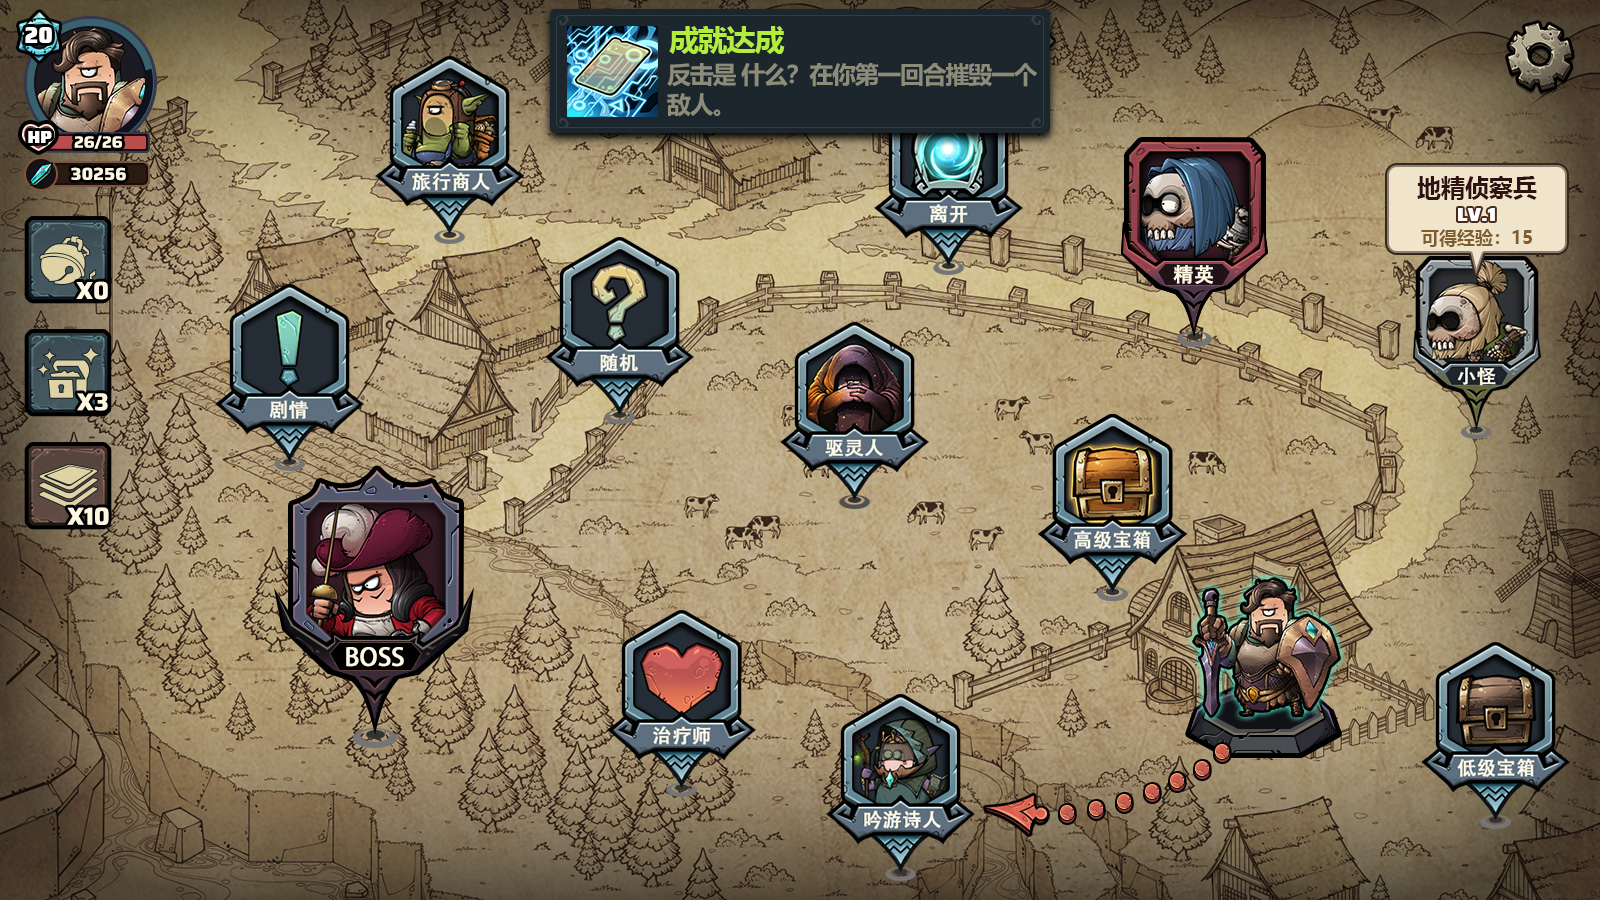 20
成就达成
反击是 什么？在你第一回合摧毁一个
敌人。
HP 26/26
30256
旅行商人
离开
地精侦察兵
LV.1
可得经验：15
精英
X0
随机
小怪
剧情
X3
驱灵人
X10
高级宝箱
BOSS
治疗师
低级宝箱
吟游诗人